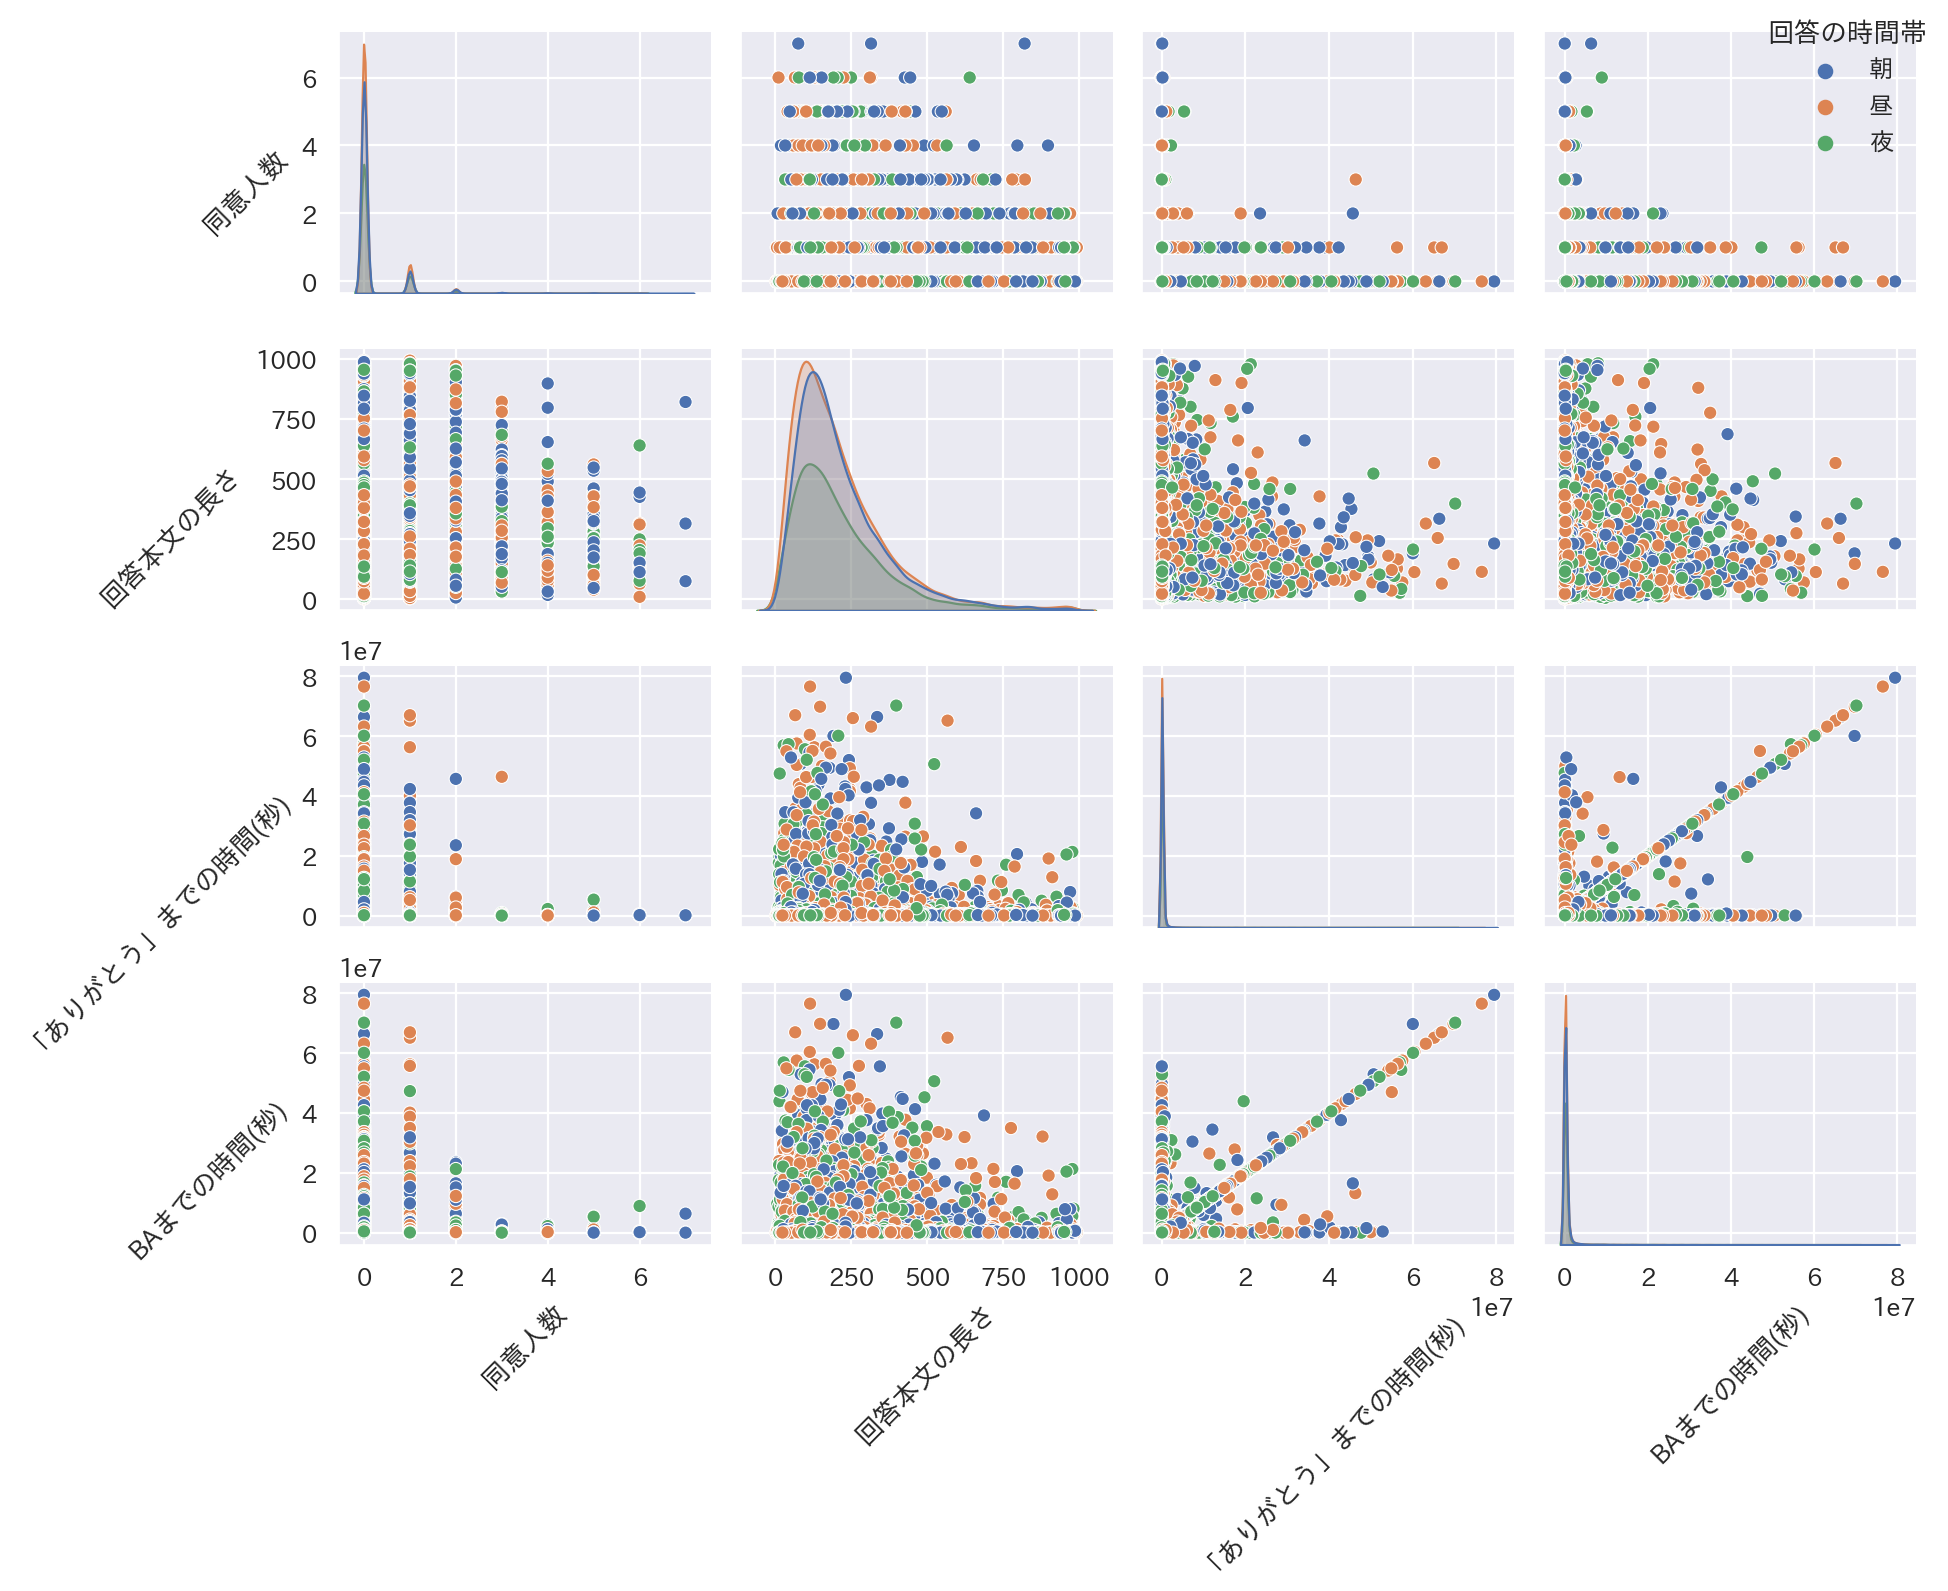 回答の時間帯
朝
昼
夜
同意人数
6
4
2
0
回答本文の長さ
1000
750
500
250
0
1e7
「ありがとう」までの時間(秒)
8
6
4
2
0
1e7
BAまでの時間(秒)
8
6
4
2
0
0 2 4 6
0 250 500 750 1000
0 2 4 6 8
0 2 4 6 8
1e7
1e7
同意人数
回答本文の長さ
「ありがとう」までの時間(秒)
BAまでの時間(秒)